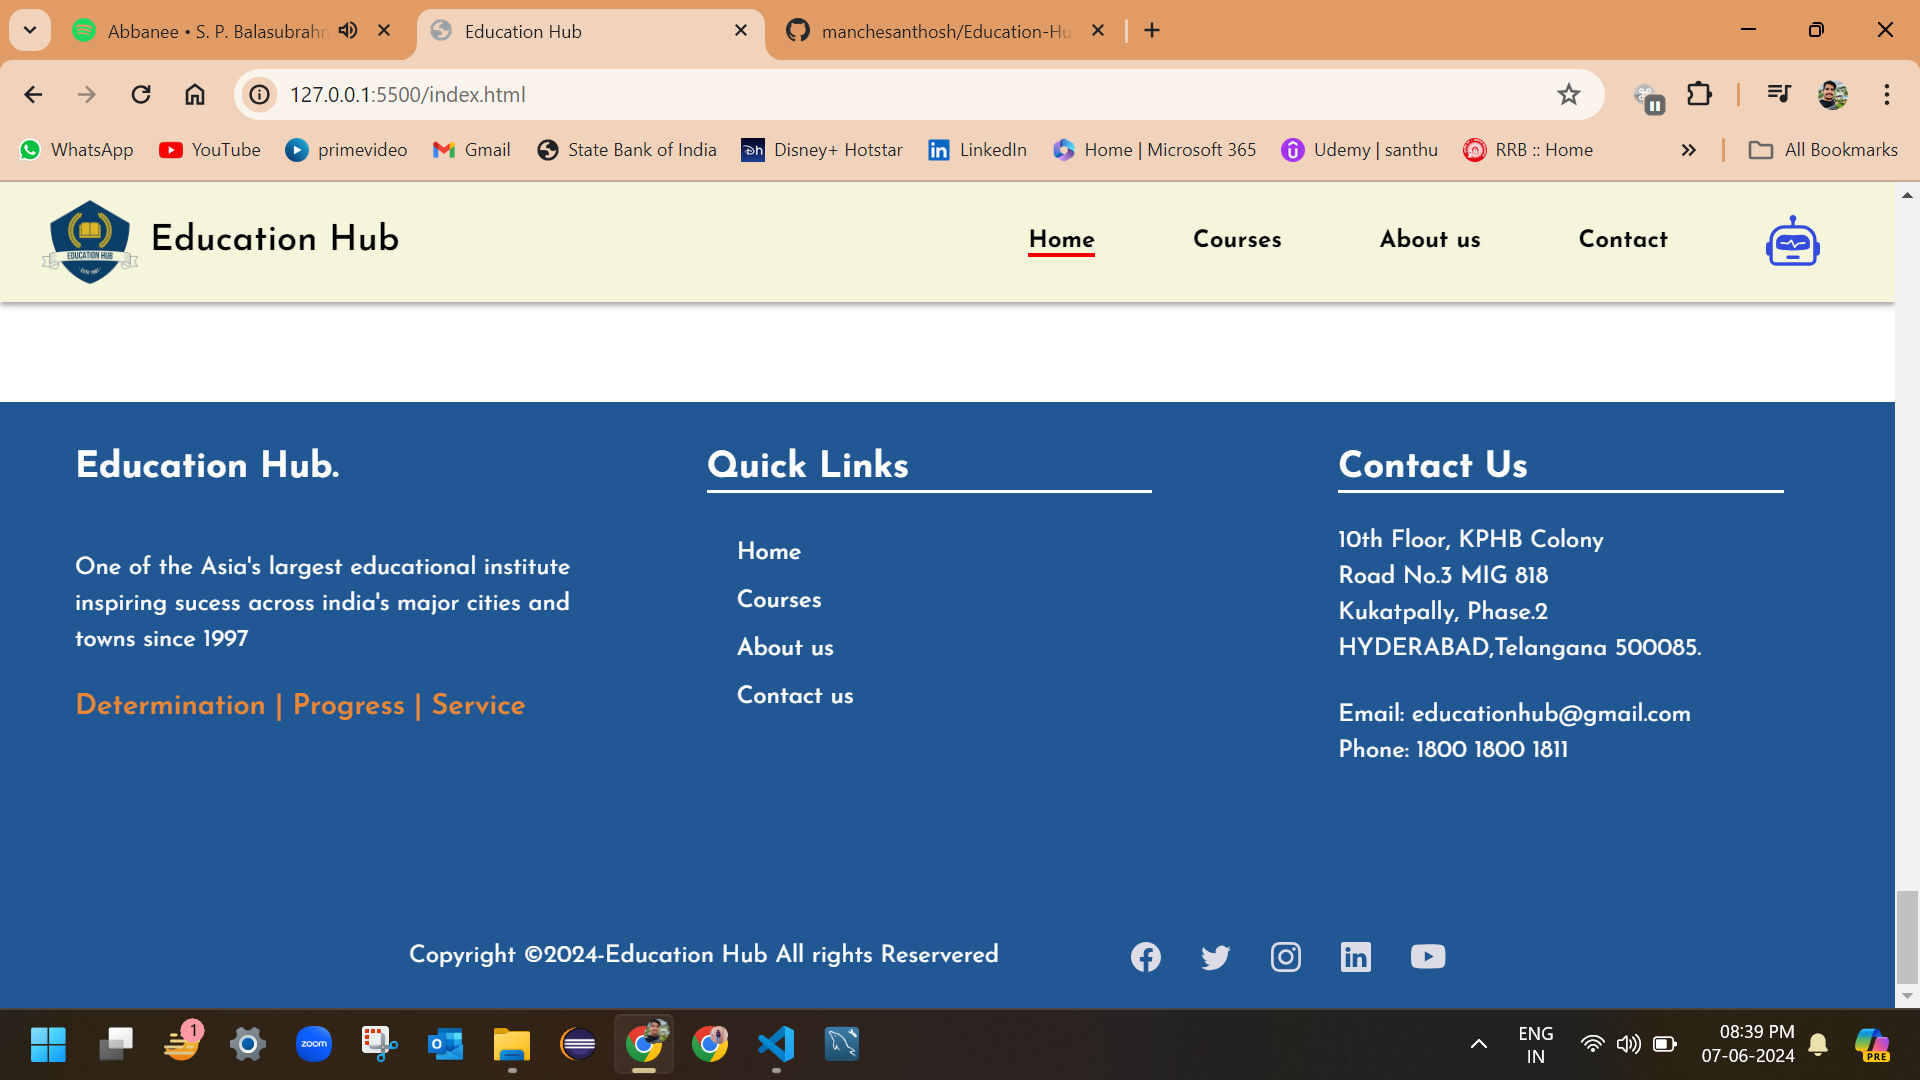 Abbanee • S. P. Balasubrahm
Education Hub
manchesanthosh/Education-Hu
127.0.0.1:5500/index.html
WhatsApp
YouTube
primevideo
Gmail
State Bank of India
Disney+ Hotstar
LinkedIn
Home | Microsoft 365
Udemy | santhu
RRB :: Home
All Bookmarks
EDUCATION HUB
Education Hub
Home
Courses
About us
Contact
Education Hub.
One of the Asia's largest educational institute
inspiring sucess across india's major cities and
towns since 1997
Determination | Progress | Service
Quick Links
Home
Courses
About us
Contact us
Contact Us
10th Floor, KPHB Colony
Road No.3 MIG 818
Kukatpally, Phase.2
HYDERABAD,Telangana 500085.
Email: educationhub@gmail.com
Phone: 1800 1800 1811
Copyright ©2024-Education Hub All rights Reservered
1
zoom
ENG
IN
08:39 PM
07-06-2024
PRE